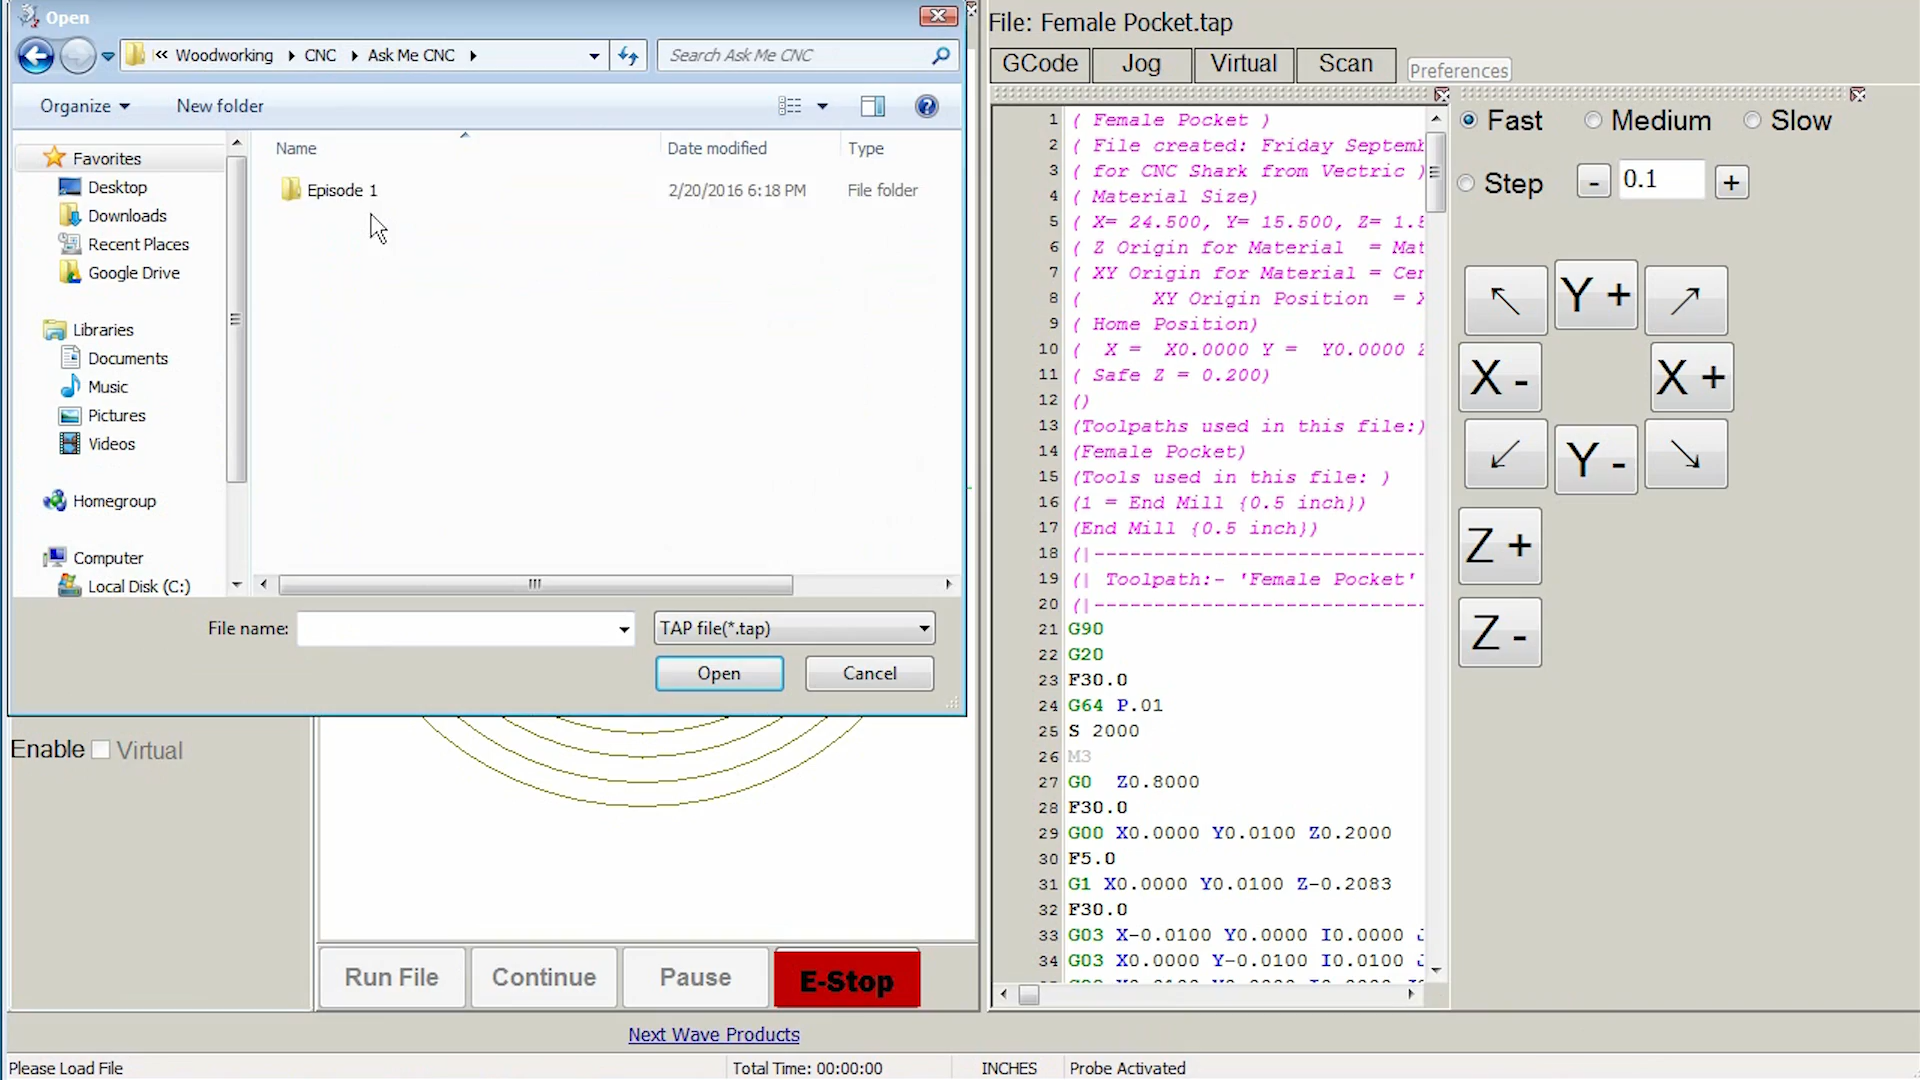 Open
« Woodworking
CNC
Ask Me CNC
Search Ask Me CNC
Organize
New folder
Favorites
Desktop
Downloads
Recent Places
Google Drive
Libraries
Documents
Music
Pictures
Videos
Homegroup
Computer
Local Disk (C:)
Name
Date modified
Type
Episode 1
2/20/2016 6:18 PM
File folder
File name:
TAP file(*.tap)
Open
Cancel
Enable
Virtual
Run File
Continue
Pause
E-Stop
Next Wave Products
Please Load File
Total Time: 00:00:00
INCHES
Probe Activated
File: Female Pocket.tap
GCode
Jog
Virtual
Scan
Preferences
1 ( Female Pocket )
2 ( File created: Friday Septemb
3 ( for CNC Shark from Vectric )
4 ( Material Size)
5 ( X= 24.500, Y= 15.500, Z= 1.5
6 ( Z Origin for Material = Mat
7 ( XY Origin for Material = Cen
8 ( XY Origin Position = X
9 ( Home Position)
10 ( X = X0.0000 Y = Y0.0000 Z
11 ( Safe Z = 0.200)
12 ()
13 (Toolpaths used in this file:)
14 (Female Pocket)
15 (Tools used in this file: )
16 (1 = End Mill {0.5 inch})
17 (End Mill {0.5 inch})
18 (|---------------------------
19 (| Toolpath:- 'Female Pocket'
20 (|---------------------------
21 G90
22 G20
23 F30.0
24 G64 P.01
25 S 2000
26 M3
27 G0 Z0.8000
28 F30.0
29 G00 X0.0000 Y0.0100 Z0.2000
30 F5.0
31 G1 X0.0000 Y0.0100 Z-0.2083
32 F30.0
33 G03 X-0.0100 Y0.0000 I0.0000 J
34 G03 X0.0000 Y-0.0100 I0.0100 J
Fast
Medium
Slow
Step
-
0.1
+
↖
Y +
↗
X -
X +
↙
Y -
↘
Z +
Z -